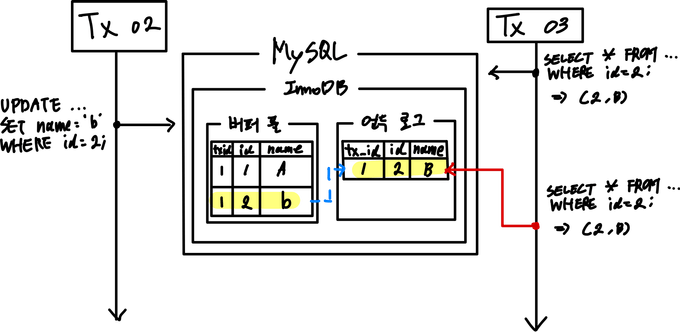 Tx 02
Tx 03
MySQL
InnoDB
UPDATE ...
SET name='b'
WHERE id=2;
버퍼 풀
txid id name
1 1 A
1 2 b
언두 로그
tx_id id name
1 2 B
SELECT * FROM ...
WHERE id=2;
=> (2,B)
SELECT * FROM ...
WHERE id=2;
=> (2,B)